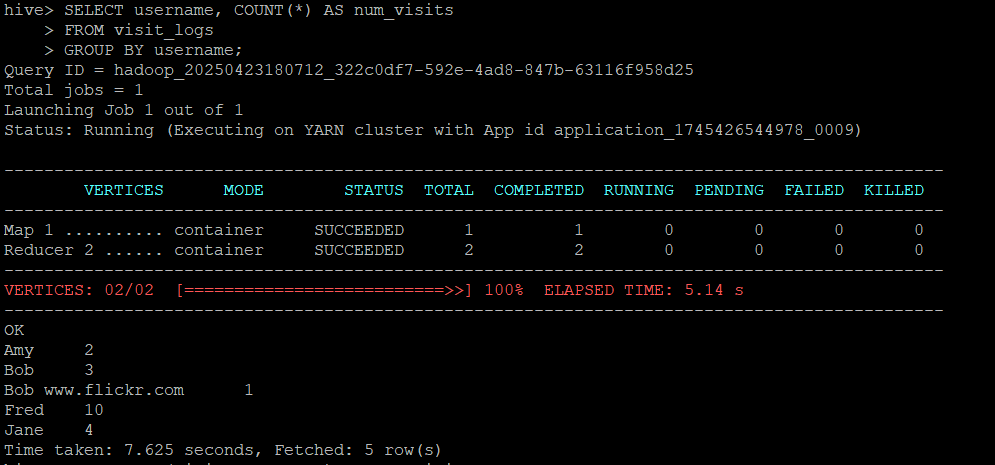 hive> SELECT username, COUNT(*) AS num_visits
    > FROM visit_logs
    > GROUP BY username;
Query ID = hadoop_20250423180712_322c0df7-592e-4ad8-847b-63116f958d25
Total jobs = 1
Launching Job 1 out of 1
Status: Running (Executing on YARN cluster with App id application_1745426544978_0009)
----------------------------------------------------------------------------------------------
        VERTICES      MODE        STATUS  TOTAL  COMPLETED  RUNNING  PENDING  FAILED  KILLED
----------------------------------------------------------------------------------------------
Map 1 .......... container     SUCCEEDED      1          1        0        0       0       0
Reducer 2 ...... container     SUCCEEDED      2          2        0        0       0       0
----------------------------------------------------------------------------------------------
VERTICES: 02/02  [==========================>>] 100%  ELAPSED TIME: 5.14 s
----------------------------------------------------------------------------------------------
OK
Amy     2
Bob     3
Bob www.flickr.com      1
Fred    10
Jane    4
Time taken: 7.625 seconds, Fetched: 5 row(s)